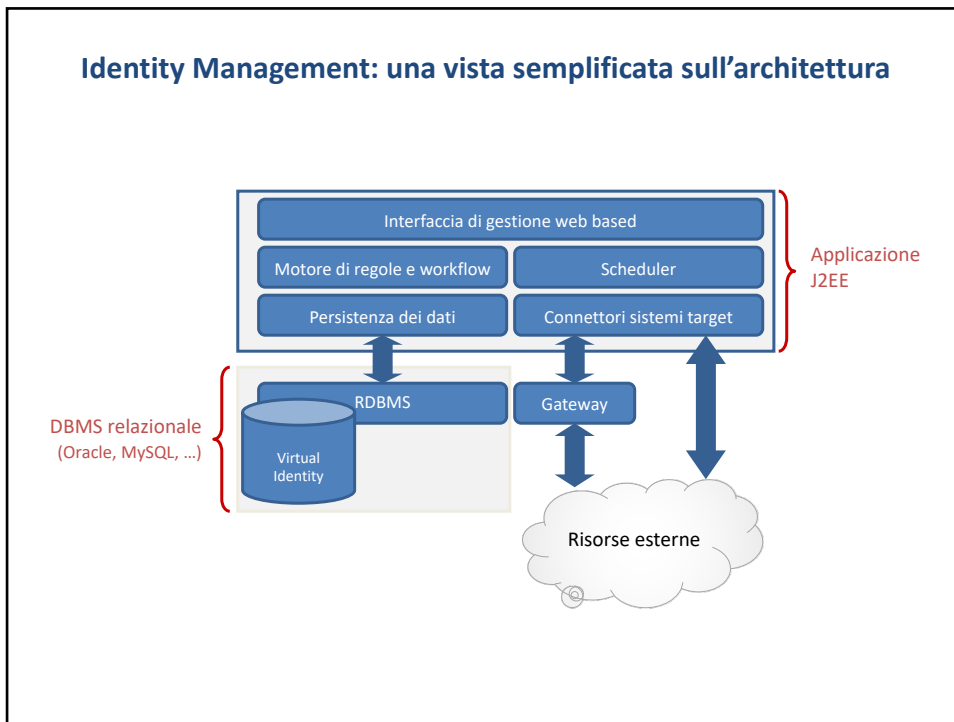 Identity Management: una vista semplificata sull’architettura
Interfaccia di gestione web based
Motore di regole e workflow
Scheduler
Persistenza dei dati
Connettori sistemi target
Applicazione
J2EE
RDBMS
Gateway
DBMS relazionale
(Oracle, MySQL, …)
Virtual
Identity
Risorse esterne